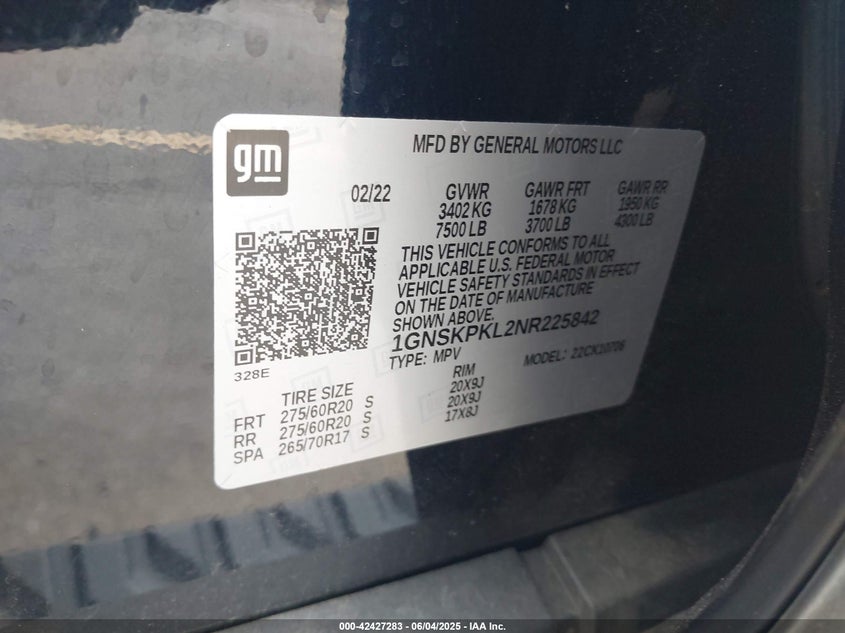 gm
MFD BY GENERAL MOTORS LLC
02/22 GVWR GAWR FRT GAWR RR
3402 KG 1678 KG 1950 KG
7500 LB 3700 LB 4300 LB
THIS VEHICLE CONFORMS TO ALL
APPLICABLE U.S. FEDERAL MOTOR
VEHICLE SAFETY STANDARDS IN EFFECT
ON THE DATE OF MANUFACTURE
SHOWN ABOVE.
1GNSKPKL2NR225842
TYPE: MPV MODEL: 22CK10706
328E
TIRE SIZE RIM
FRT 275/60R20 S 20X9J
RR 275/60R20 S 20X9J
SPA 265/70R17 S 17X8J
000-42427283 - 06/04/2025 - IAA Inc.